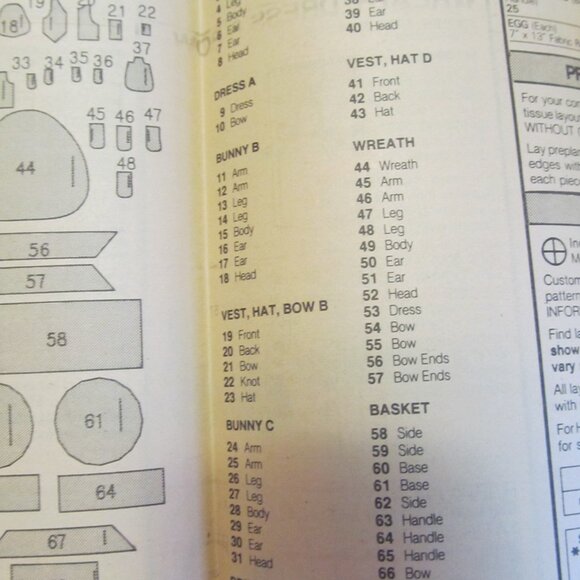 18
19
21
22
37
33
34
35
36
45
46
47
44
48
56
57
58
61
64
67
4 Leg
5 Body
6 Ear
7 Ear
8 Head
DRESS A
9 Dress
10 Bow
BUNNY B
11 Arm
12 Arm
13 Leg
14 Leg
15 Body
16 Ear
17 Ear
18 Head
VEST, HAT, BOW B
19 Front
20 Back
21 Bow
22 Knot
23 Hat
BUNNY C
24 Arm
25 Arm
26 Leg
27 Leg
28 Body
29 Ear
30 Ear
31 Head
38 Ear
39 Ear
40 Head
VEST, HAT D
41 Front
42 Back
43 Hat
WREATH
44 Wreath
45 Arm
46 Arm
47 Leg
48 Leg
49 Body
50 Ear
51 Ear
52 Head
53 Dress
54 Bow
55 Bow
56 Bow Ends
57 Bow Ends
BASKET
58 Side
59 Side
60 Base
61 Base
62 Side
63 Handle
64 Handle
65 Handle
66 Bow
25
EGG (Each)
7" x 13" Fabric
For your
tissue
WITHOUT
Lay
edges
each
Find
show
vary
All
with
For
for